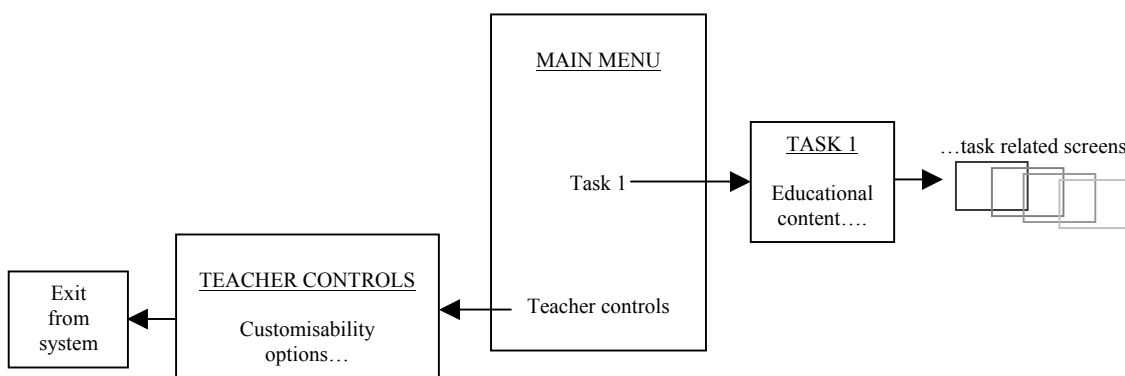 MAIN MENU
Task 1
Teacher controls
TASK 1
Educational
content….
…task related screens
TEACHER CONTROLS
Customisability
options…
Exit
from
system